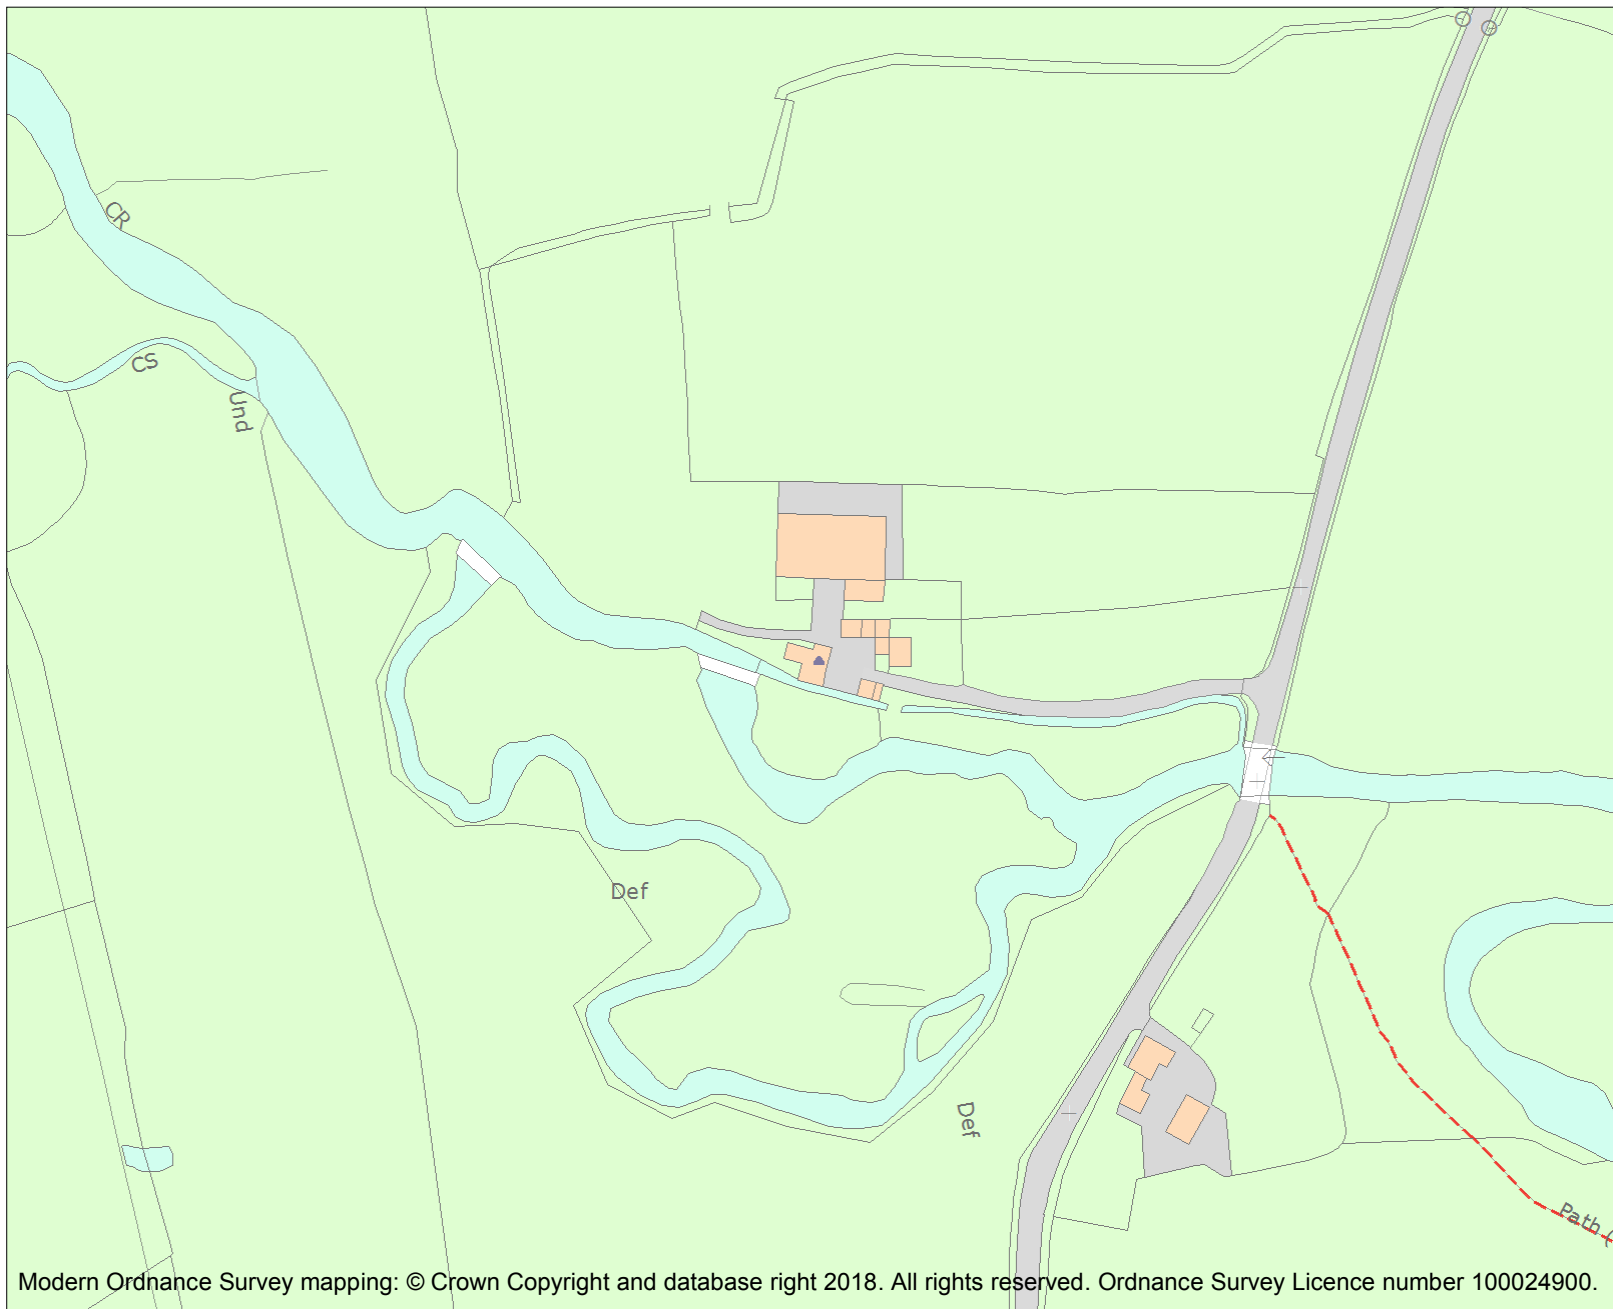 CR
CS
Und
Def
Def
Path
Modern Ordnance Survey mapping: © Crown Copyright and database right 2018. All rights reserved. Ordnance Survey Licence number 100024900.